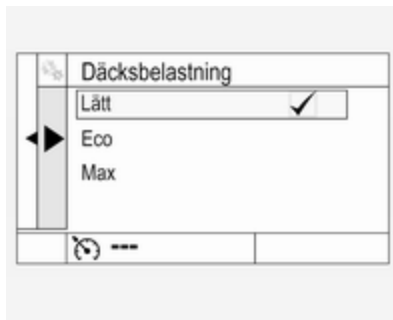 Däcksbelastning
Lätt
Eco
Max
---